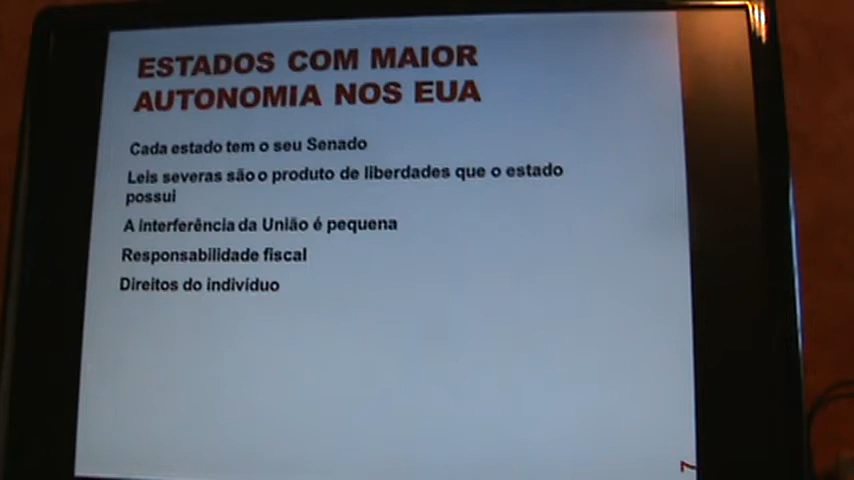 ESTADOS COM MAIOR
AUTONOMIA NOS EUA
Cada estado tem o seu Senado
Leis severas são o produto de liberdades que o estado
possui
A interferência da União é pequena
Responsabilidade fiscal
Direitos do indivíduo
7